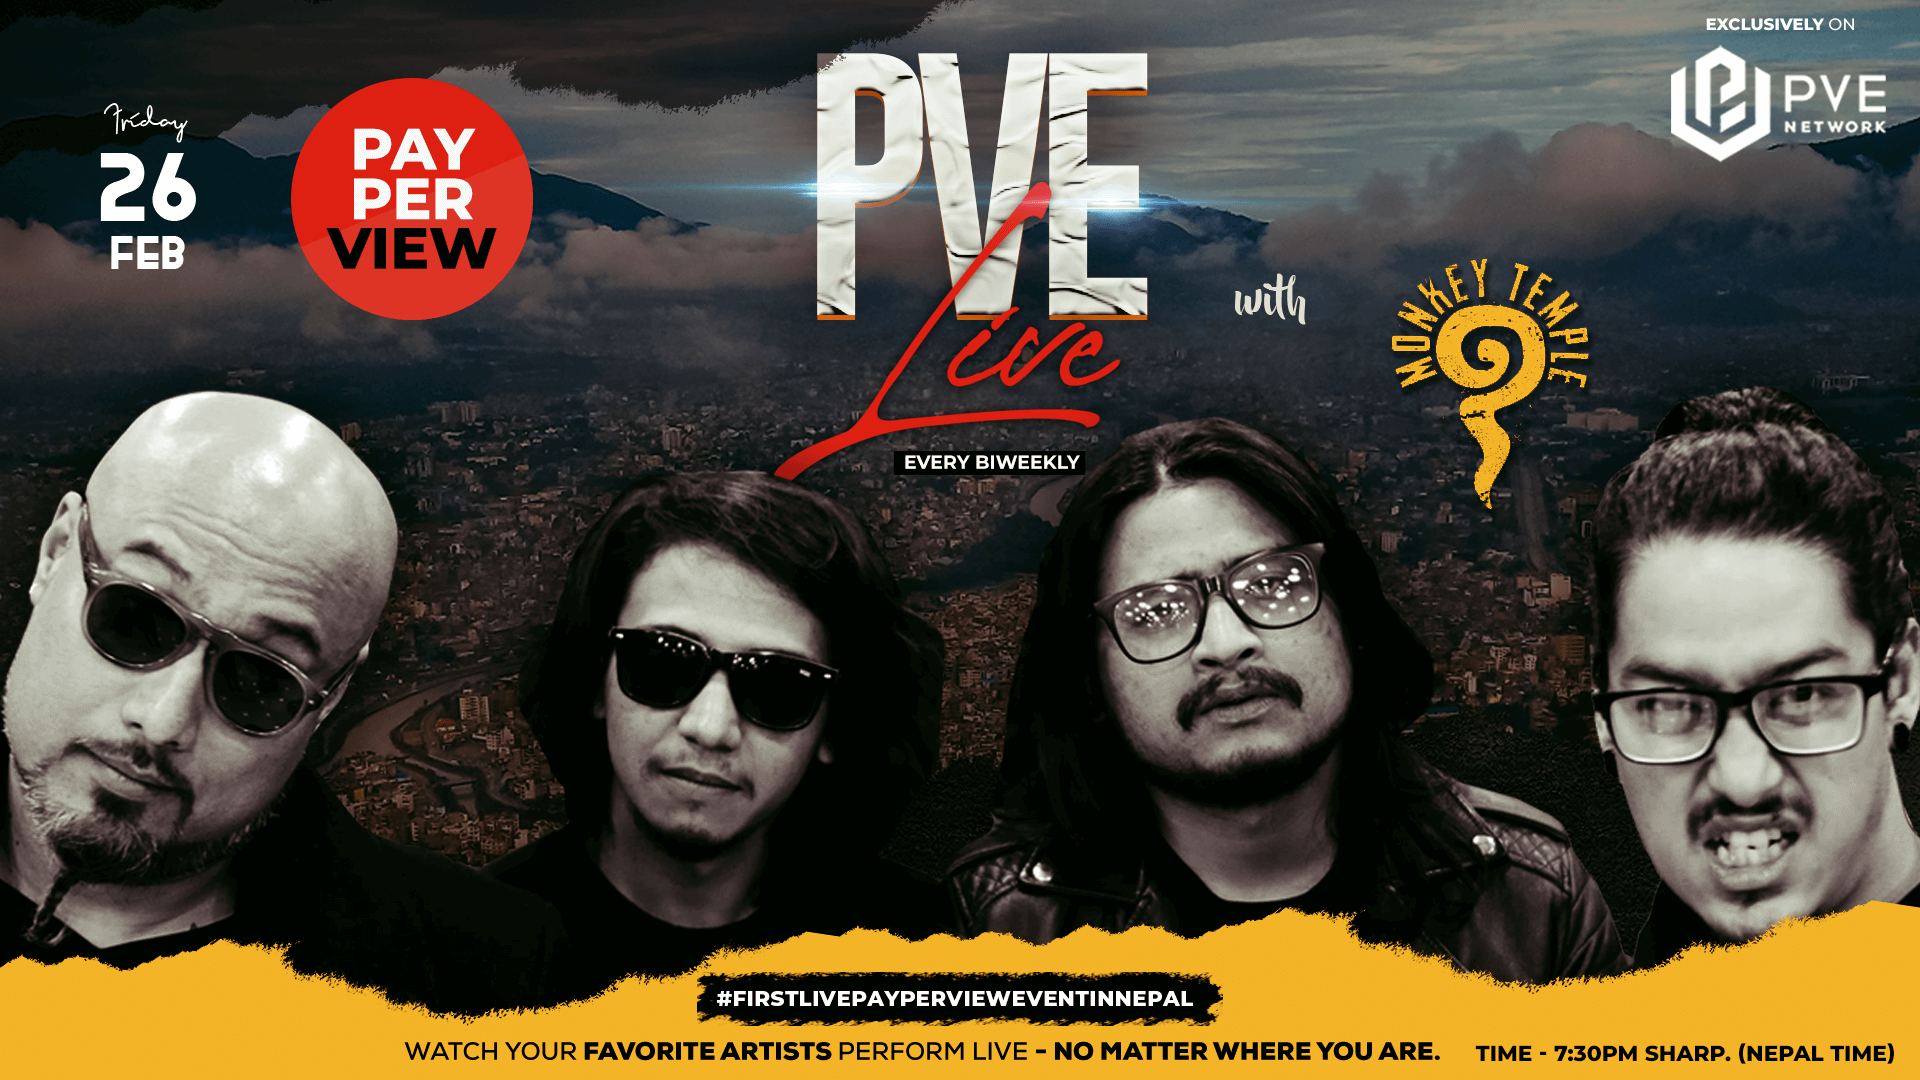 EXCLUSIVELY ON
PVE
NETWORK
Friday
26
FEB
PAY
PER
VIEW
PVE
Live
EVERY BIWEEKLY
with
MONKEY TEMPLE
#FIRSTLIVEPAYPERVIEWEVENTINNEPAL
WATCH YOUR FAVORITE ARTISTS PERFORM LIVE - NO MATTER WHERE YOU ARE.
TIME - 7:30PM SHARP. (NEPAL TIME)